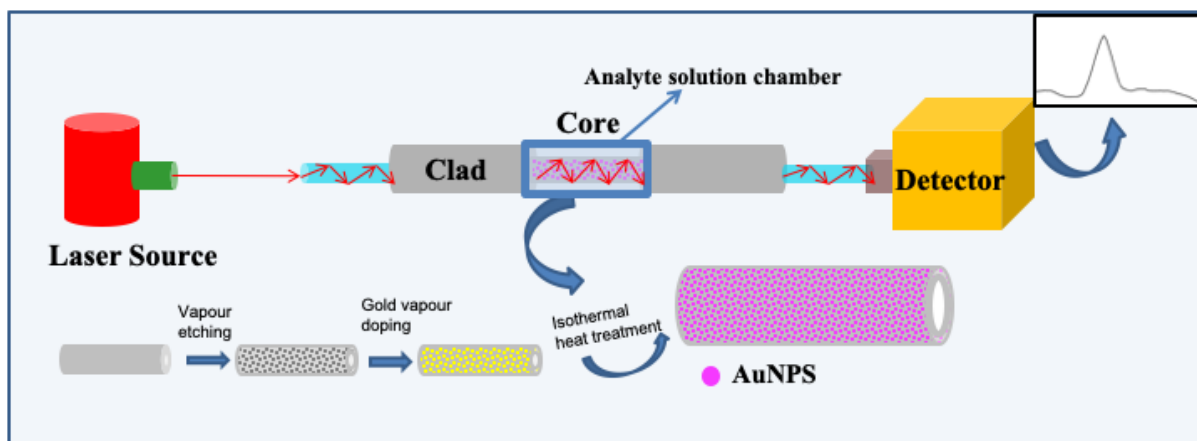 Analyte solution chamber
Core
Clad
Detector
Laser Source
Vapour
etching
Gold vapour
doping
Isothermal
heat treatment
AuNPS